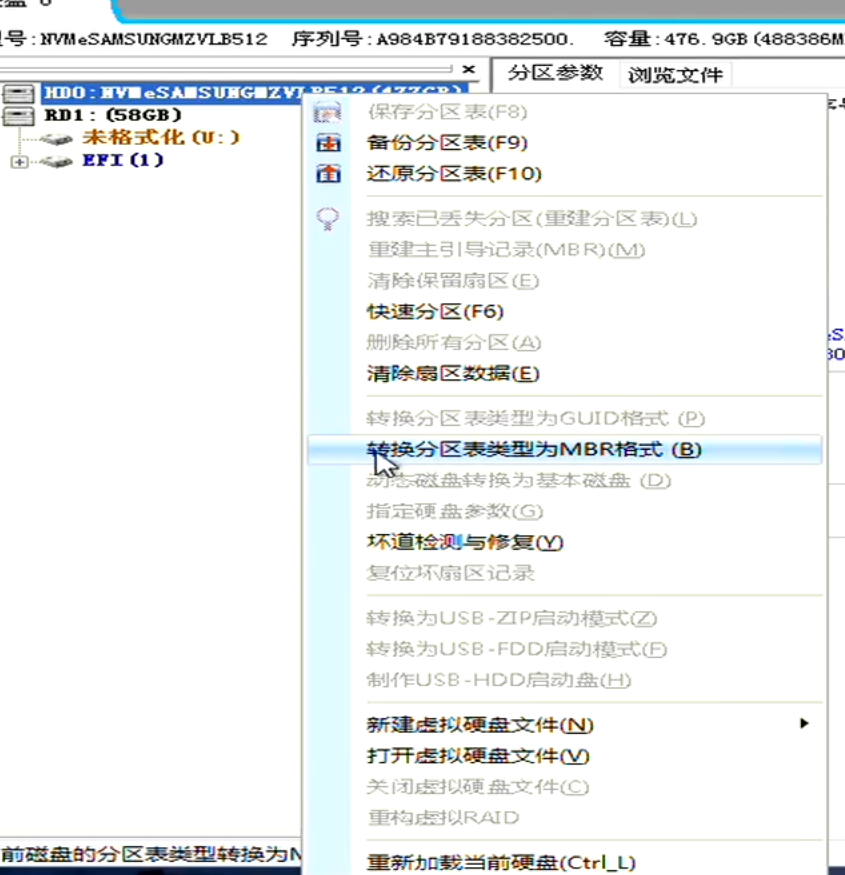 号:NVMeSAMSUNGMZVLB512 序列号:A984B79188382500. 容量:476.9GB(488386M
分区参数 浏览文件
HD0:NVMeSAMSUNGMZVLB512(477GB)
RD1:(58GB)
未格式化(U:)
EFI(1)
保存分区表(F8)
备份分区表(F9)
还原分区表(F10)
搜索已丢失分区(重建分区表)(L)
重建主引导记录(MBR)(M)
清除保留扇区(E)
快速分区(F6)
删除所有分区(A)
清除扇区数据(E)
转换分区表类型为GUID格式 (P)
转换分区表类型为MBR格式 (B)
动态磁盘转换为基本磁盘 (D)
指定硬盘参数(G)
坏道检测与修复(Y)
复位坏扇区记录
转换为USB-ZIP启动模式(Z)
转换为USB-FDD启动模式(F)
制作USB-HDD启动盘(H)
新建虚拟硬盘文件(N)
打开虚拟硬盘文件(V)
关闭虚拟硬盘文件(C)
重构虚拟RAID
重新加载当前硬盘(Ctrl_L)
前磁盘的分区表类型转换为M